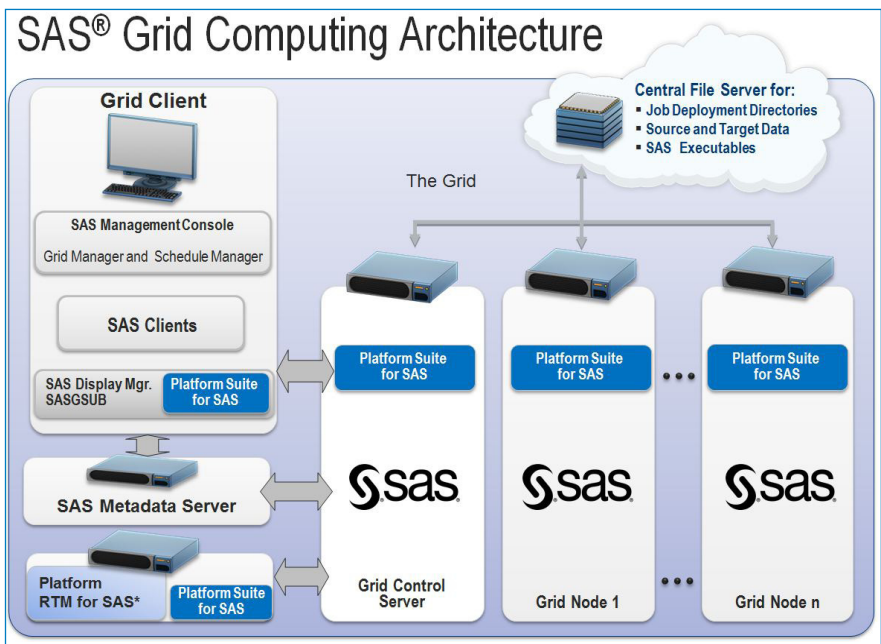 SAS® Grid Computing Architecture
Grid Client
SAS Management Console
Grid Manager and Schedule Manager
SAS Clients
SAS Display Mgr.
SASGSUB
Platform Suite
for SAS
SAS Metadata Server
Platform
RTM for SAS*
Platform Suite
for SAS
The Grid
Central File Server for:
▪ Job Deployment Directories
▪ Source and Target Data
▪ SAS Executables
Platform Suite
for SAS
sas
Grid Control
Server
Platform Suite
for SAS
sas
Grid Node 1
Platform Suite
for SAS
sas
Grid Node n